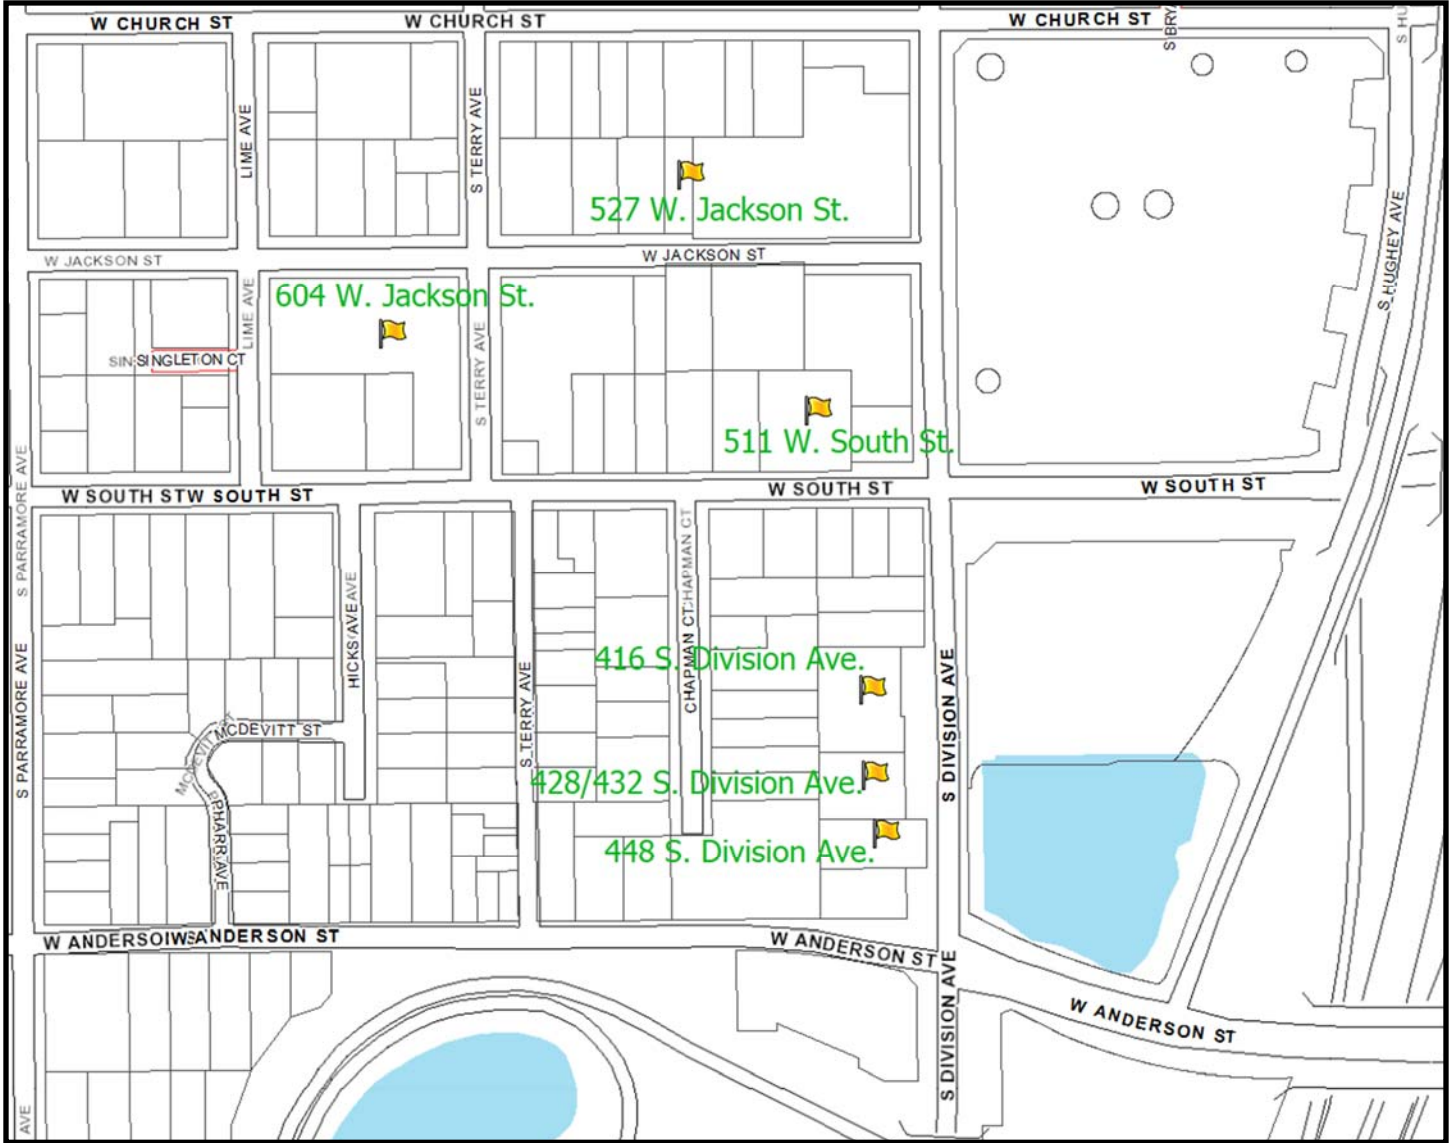 W CHURCH ST
W CHURCH ST
W CHURCH ST
S BRY
S HU
LIME AVE
S TERRY AVE
527 W. Jackson St.
S HUGHEY AVE
W JACKSON ST
W JACKSON ST
604 W. Jackson St.
LIME AVE
S TERRY AVE
SIN SINGLETON CT
511 W. South St.
S PARRAMORE AVE
W SOUTH ST W SOUTH ST
W SOUTH ST
W SOUTH ST
CHAPMAN CT
CHAPMAN CT
HICKS AVE AVE
416 S. Division Ave.
S PARRAMORE AVE
S TERRY AVE
S DIVISION AVE
MCDEVITT ST
428/432 S. Division Ave.
PHARR AVE
448 S. Division Ave.
W ANDERSON ST
W ANDERSON ST
S DIVISION AVE
W ANDERSON ST
AVE